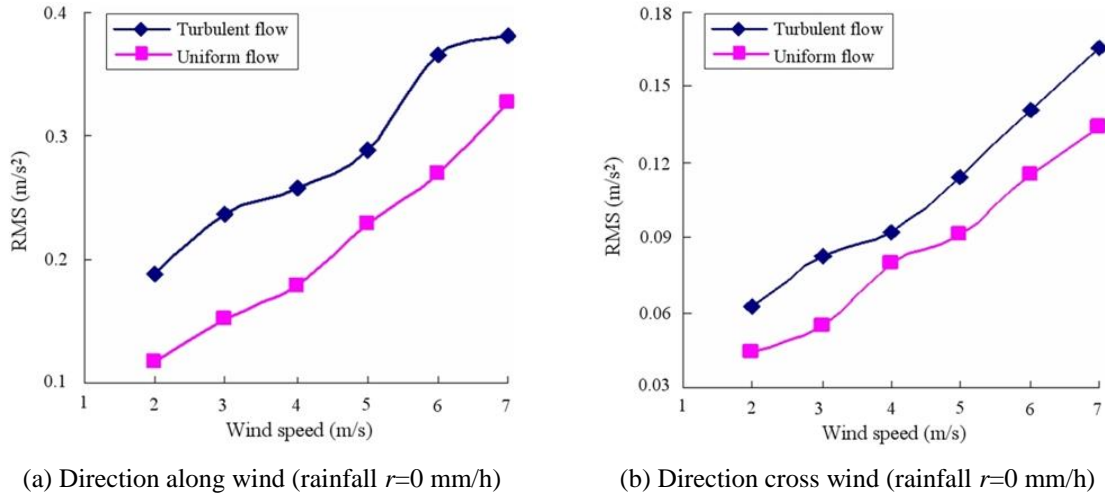 0.4
0.3
0.2
0.1
RMS (m/s²)
Turbulent flow
Uniform flow
1 2 3 4 5 6 7
Wind speed (m/s)
(a) Direction along wind (rainfall r=0 mm/h)
0.18
0.15
0.12
0.09
0.06
0.03
RMS (m/s²)
Turbulent flow
Uniform flow
1 2 3 4 5 6 7
Wind speed (m/s)
(b) Direction cross wind (rainfall r=0 mm/h)